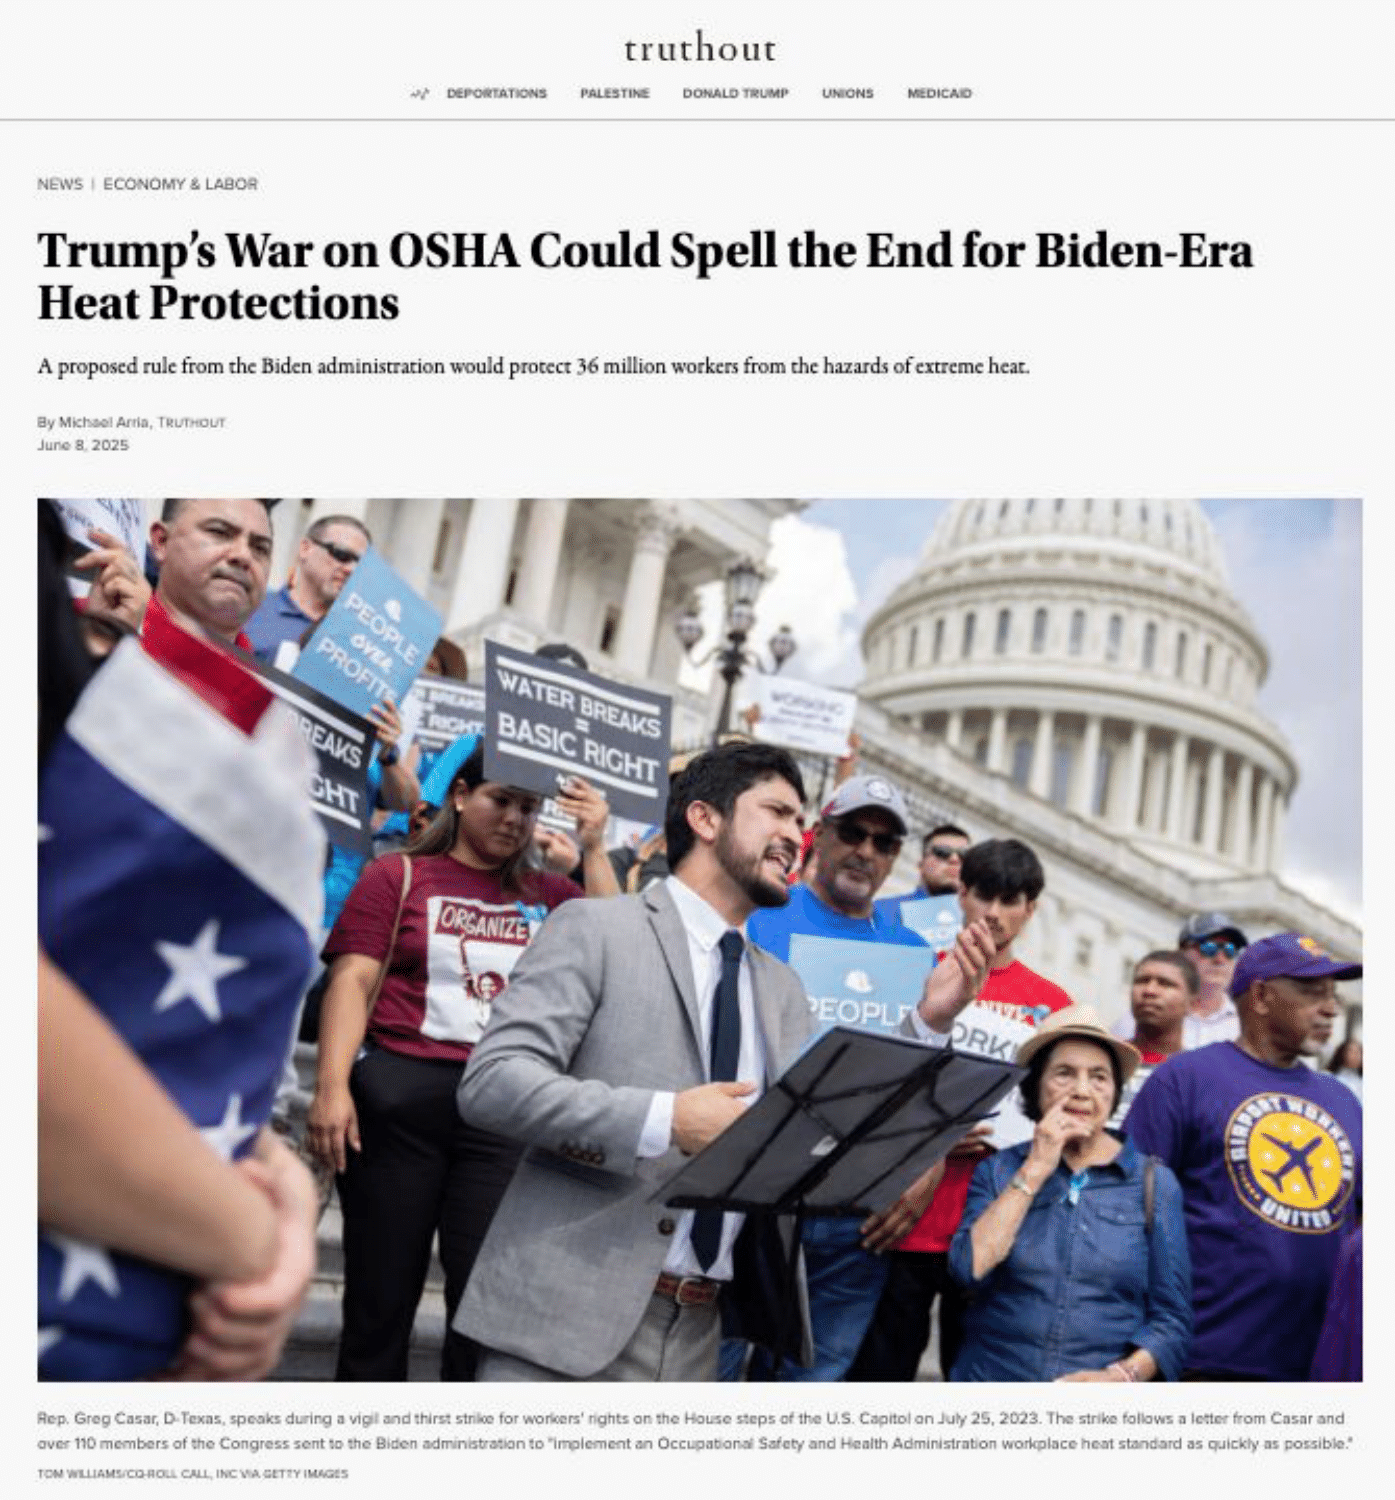 truthout
DEPORTATIONS PALESTINE DONALD TRUMP UNIONS MEDICAID
NEWS | ECONOMY & LABOR
Trump’s War on OSHA Could Spell the End for Biden-Era
Heat Protections
A proposed rule from the Biden administration would protect 36 million workers from the hazards of extreme heat.
By Michael Arria, TRUTHOUT
June 8, 2025
PEOPLE
OVER
PROFITS
WATER BREAKS
=
BASIC RIGHT
BREAKS
RIGHT
REAKS
GHT
WORKING
ORGANIZE
PEOPLE
ORKI
AIRPORT WORKERS
UNITED
Rep. Greg Casar, D-Texas, speaks during a vigil and thirst strike for workers' rights on the House steps of the U.S. Capitol on July 25, 2023. The strike follows a letter from Casar and
over 110 members of the Congress sent to the Biden administration to "implement an Occupational Safety and Health Administration workplace heat standard as quickly as possible."
TOM WILLIAMS/CQ-ROLL CALL, INC VIA GETTY IMAGES